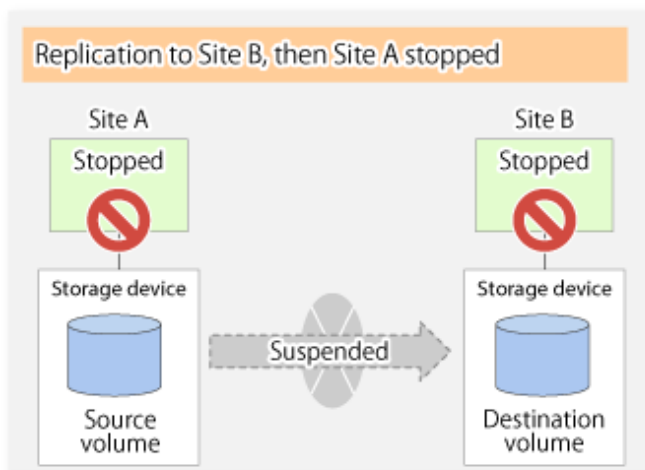 Replication to Site B, then Site A stopped
Site A
Site B
Stopped
Stopped
Storage device
Storage device
Suspended
Source
volume
Destination
volume